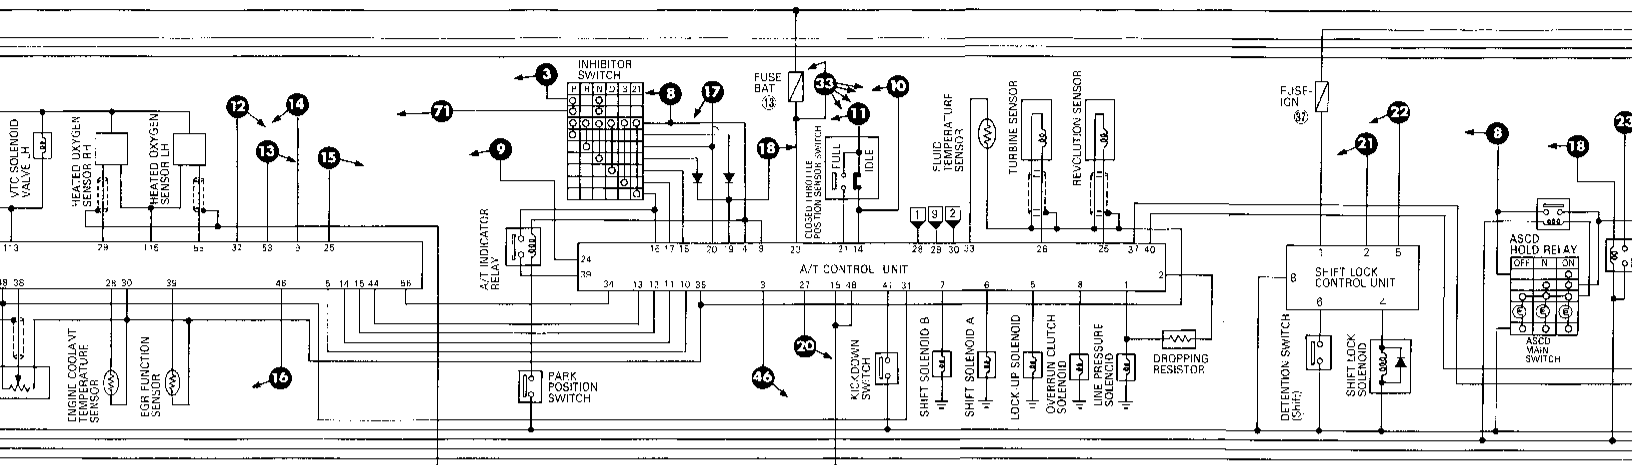 INHIBITOR
SWITCH
P R N D 3 21
3
8
17
71
12
14
13
15
9
FUSE
BAT
33
10
11
18
FULL
IDLE
CLOSED THROTTLE
POSITION SENSOR SWITCH
FLUID
TEMPERATURE
SENSOR
TURBINE SENSOR
REVOLUTION SENSOR
FUSE-
IGN
22
21
8
18
23
VTC SOLENOID
VALVE
HEATED OXYGEN
SENSOR RH
HEATED OXYGEN
SENSOR LH
113
116
32 53 9 25
A/T INDICATOR
RELAY
24
39
20
4
21 14
1 9 2
28 29 30 33
26
25
37 40
A/T CONTROL UNIT
2
1 2 5
8
SHIFT LOCK
CONTROL UNIT
6 4
ASCD
HOLD RELAY
OFF N ON
ASCD
MAIN
SWITCH
48 38
28 30
39
46
5 14 15 44 56
34
13 12 11 10 35
3
27
15 48
41
31
7
6
5
8
1
ENGINE COOLANT
TEMPERATURE
SENSOR
EGR FUNCTION
SENSOR
16
PARK
POSITION
SWITCH
46
20
KICKDOWN
SWITCH
SHIFT SOLENOID B
SHIFT SOLENOID A
LOCK UP SOLENOID
OVERRUN CLUTCH
SOLENOID
LINE PRESSURE
SOLENOID
DROPPING
RESISTOR
DETENTION SWITCH
(Shift)
SHIFT LOCK
SOLENOID